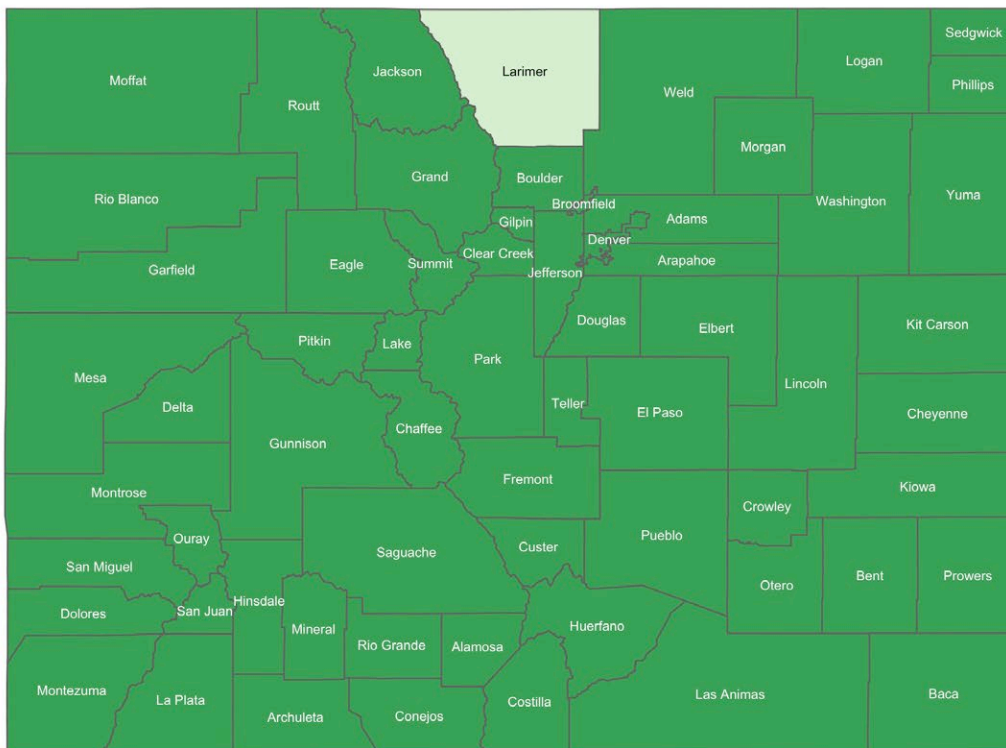 Sedgwick
Logan
Larimer
Jackson
Moffat
Phillips
Weld
Routt
Morgan
Grand
Boulder
Yuma
Rio Blanco
Washington
Broomfield
Adams
Gilpin
Denver
Clear Creek
Arapahoe
Summit
Eagle
Garfield
Jefferson
Douglas
Kit Carson
Elbert
Pitkin
Lake
Park
Mesa
Lincoln
Teller
Delta
El Paso
Cheyenne
Chaffee
Gunnison
Fremont
Kiowa
Montrose
Crowley
Pueblo
Ouray
Custer
Saguache
San Miguel
Bent
Prowers
Otero
Hinsdale
San Juan
Dolores
Huerfano
Mineral
Rio Grande
Alamosa
Montezuma
Las Animas
Baca
La Plata
Costilla
Archuleta
Conejos